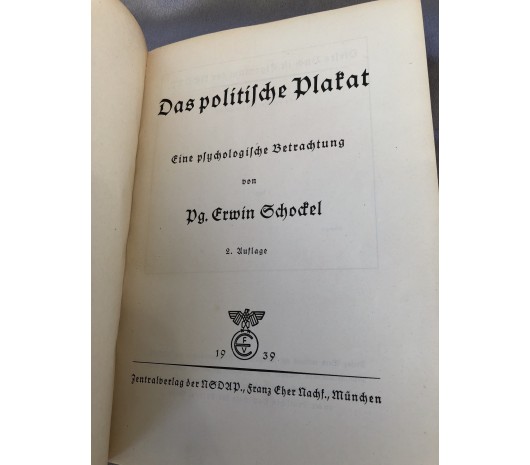 Das politische Plakat
Eine psychologische Betrachtung
von
Pg. Erwin Schockel
2. Auflage
F
E
V
19 39
Zentralverlag der NSDAP., Franz Eher Nachf., München